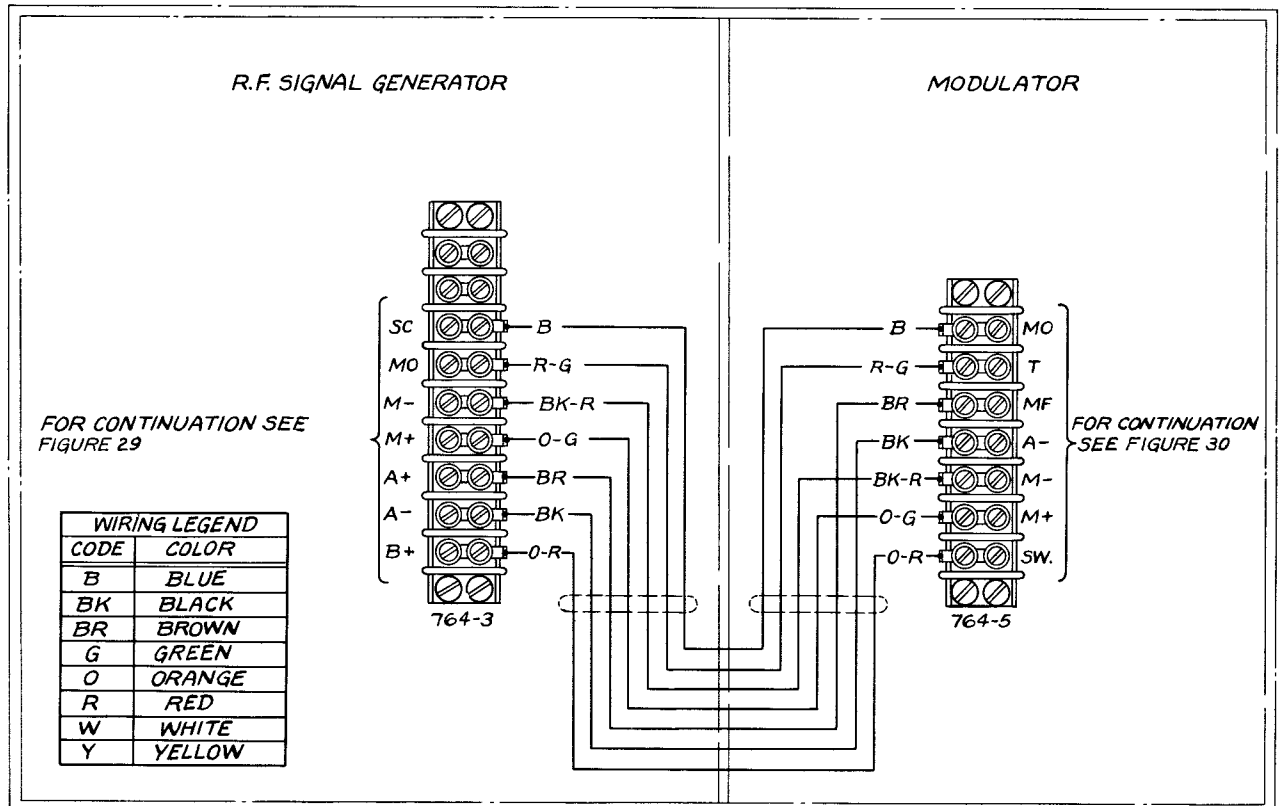 R.F. SIGNAL GENERATOR
MODULATOR
SC B
MO R-G
M- BK-R
M+ O-G
A+ BR
A- BK
B+ O-R
764-3
FOR CONTINUATION SEE
FIGURE 29
B MO
R-G T
BR MF
BK A-
BK-R M-
O-G M+
O-R SW.
764-5
FOR CONTINUATION
SEE FIGURE 30
WIRING LEGEND
CODE COLOR
B BLUE
BK BLACK
BR BROWN
G GREEN
O ORANGE
R RED
W WHITE
Y YELLOW